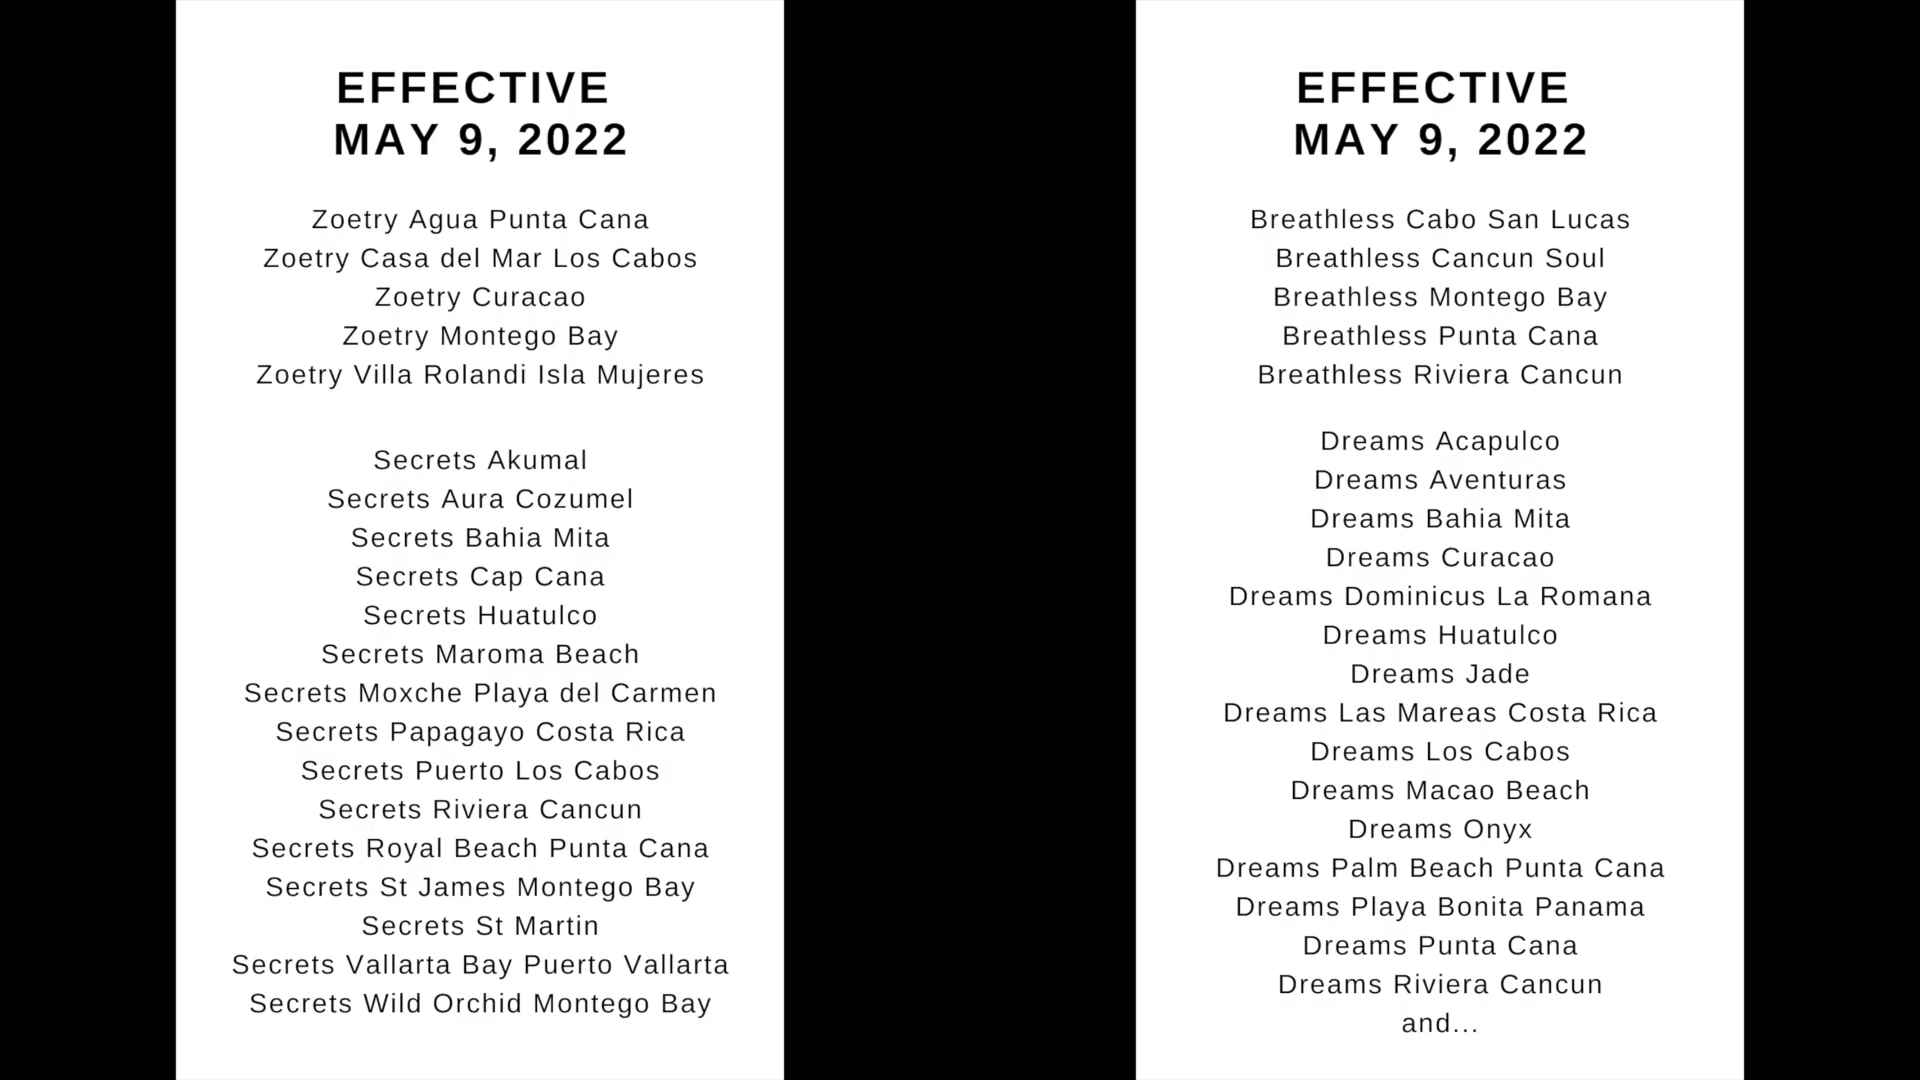 EFFECTIVE
MAY 9, 2022
Zoetry Agua Punta Cana
Zoetry Casa del Mar Los Cabos
Zoetry Curacao
Zoetry Montego Bay
Zoetry Villa Rolandi Isla Mujeres
Secrets Akumal
Secrets Aura Cozumel
Secrets Bahia Mita
Secrets Cap Cana
Secrets Huatulco
Secrets Maroma Beach
Secrets Moxche Playa del Carmen
Secrets Papagayo Costa Rica
Secrets Puerto Los Cabos
Secrets Riviera Cancun
Secrets Royal Beach Punta Cana
Secrets St James Montego Bay
Secrets St Martin
Secrets Vallarta Bay Puerto Vallarta
Secrets Wild Orchid Montego Bay
EFFECTIVE
MAY 9, 2022
Breathless Cabo San Lucas
Breathless Cancun Soul
Breathless Montego Bay
Breathless Punta Cana
Breathless Riviera Cancun
Dreams Acapulco
Dreams Aventuras
Dreams Bahia Mita
Dreams Curacao
Dreams Dominicus La Romana
Dreams Huatulco
Dreams Jade
Dreams Las Mareas Costa Rica
Dreams Los Cabos
Dreams Macao Beach
Dreams Onyx
Dreams Palm Beach Punta Cana
Dreams Playa Bonita Panama
Dreams Punta Cana
Dreams Riviera Cancun
and...